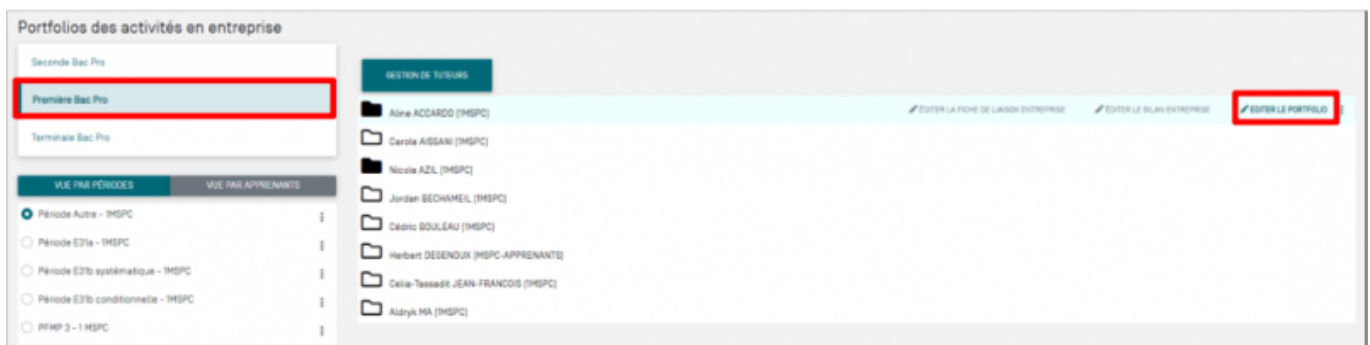 Portfolios des activités en entreprise
Seconde Bac Pro
Première Bac Pro
Terminale Bac Pro
VUE PAR PÉRIODES VUE PAR APPRENANTS
Période Autre - 1MSPC
Période E31a - 1MSPC
Période E31b systématique - 1MSPC
Période E31b conditionnelle - 1MSPC
PFMP 3 - 1 MSPC
GESTION DE TUTEURS
Aline ACCARDO [1MSPC] ÉDITER LA FICHE DE LIAISON ENTREPRISE ÉDITER LE BILAN ENTREPRISE EDITER LE PORTFOLIO
Carola AISSANI [1MSPC]
Nicole AZIL [1MSPC]
Jordan BECHAMEIL [1MSPC]
Cédric BOULEAU [1MSPC]
Herbert DEGENOUX [MSPC-APPRENANTS]
Celia-Tassadit JEAN-FRANCOIS [1MSPC]
Aldryk MA [1MSPC]